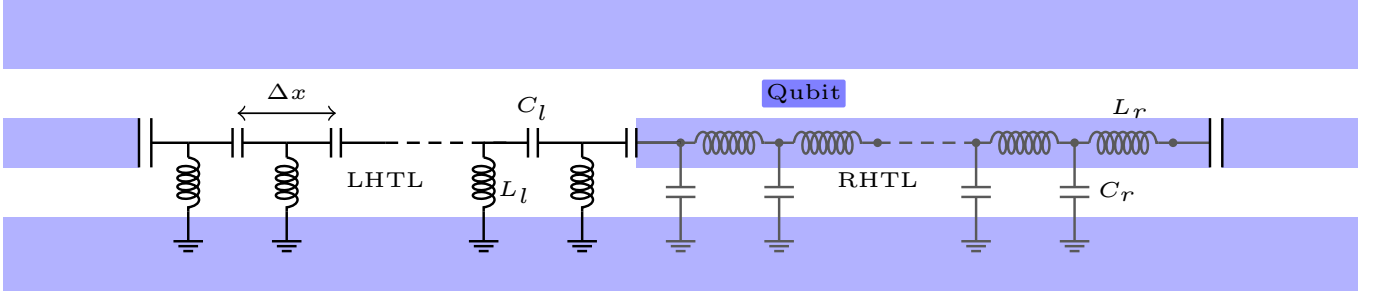 Qubit
Δx
C_l
L_r
LHTL
L_l
RHTL
C_r